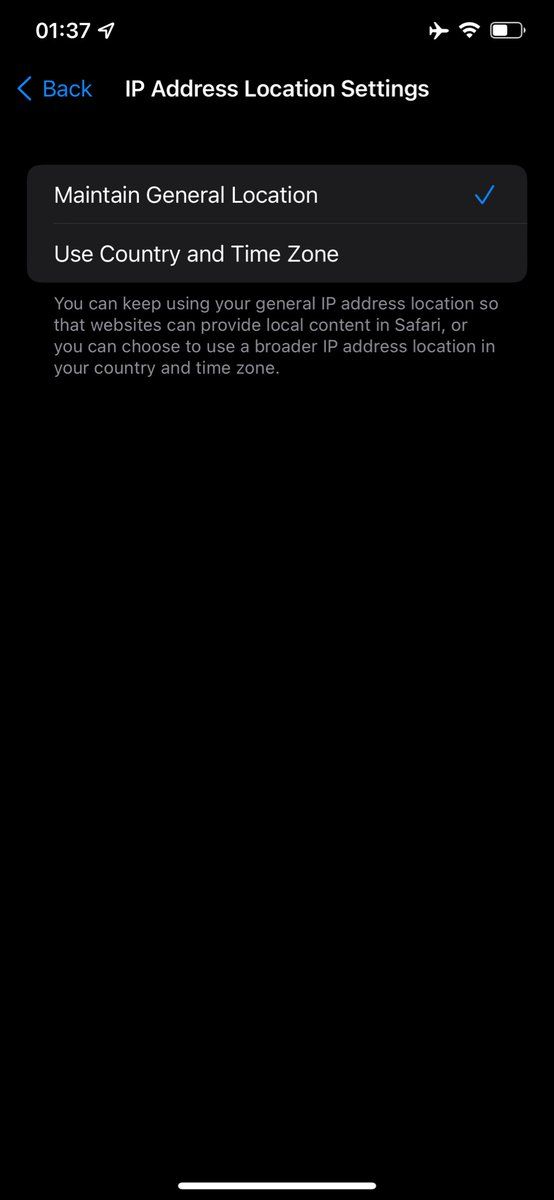 01:37
Back
IP Address Location Settings
Maintain General Location
Use Country and Time Zone
You can keep using your general IP address location so
that websites can provide local content in Safari, or
you can choose to use a broader IP address location in
your country and time zone.